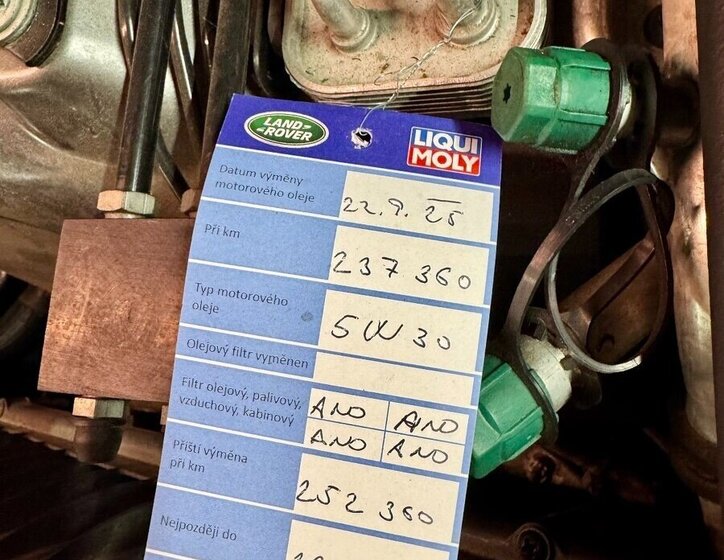 LAND ROVER
LIQUI MOLY
Datum výměny motorového oleje
22.9.25
Při km
237 360
Typ motorového oleje
5W30
Olejový filtr vyměnen
Filtr olejový, palivový, vzduchový, kabinový
ANO ANO
ANO ANO
Příští výměna při km
252 360
Nejpozději do